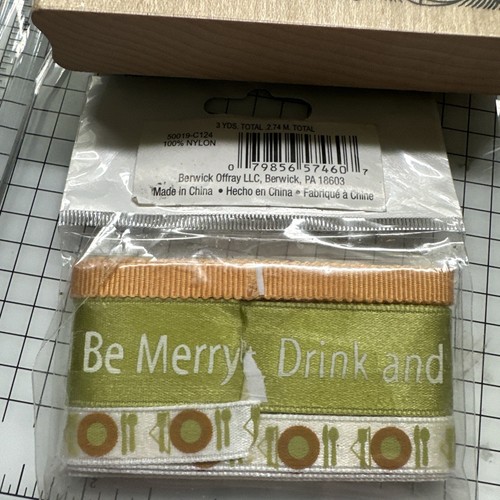 3 YDS. TOTAL, 2.74 M. TOTAL
50019-C124
100% NYLON
0 79856 57460 7
Berwick Offray LLC, Berwick, PA 18603
Made in China • Hecho en China • Fabriqué a Chine
Be Merry Drink and